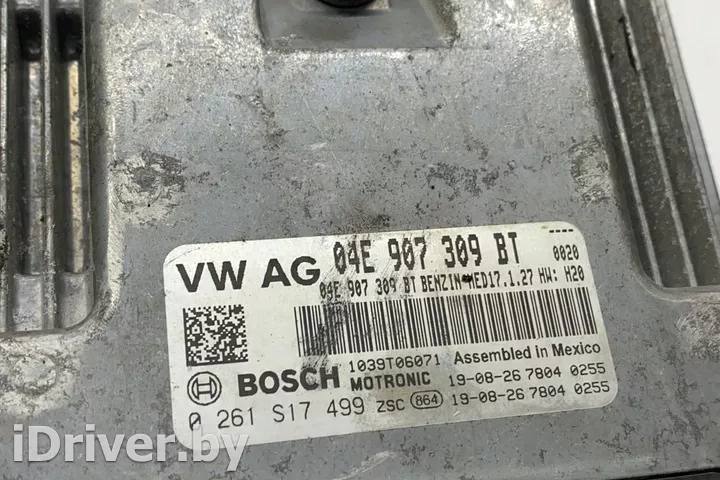 VW AG 04E 907 309 BT ---- 0020
04E 907 309 BT BENZIN MED17.1.27 HW: H20
1039T06071 Assembled in Mexico
BOSCH MOTRONIC 19-08-26 7804 0255
0 261 S17 499 ZSC 864 19-08-26 7804 0255
iDriver.by